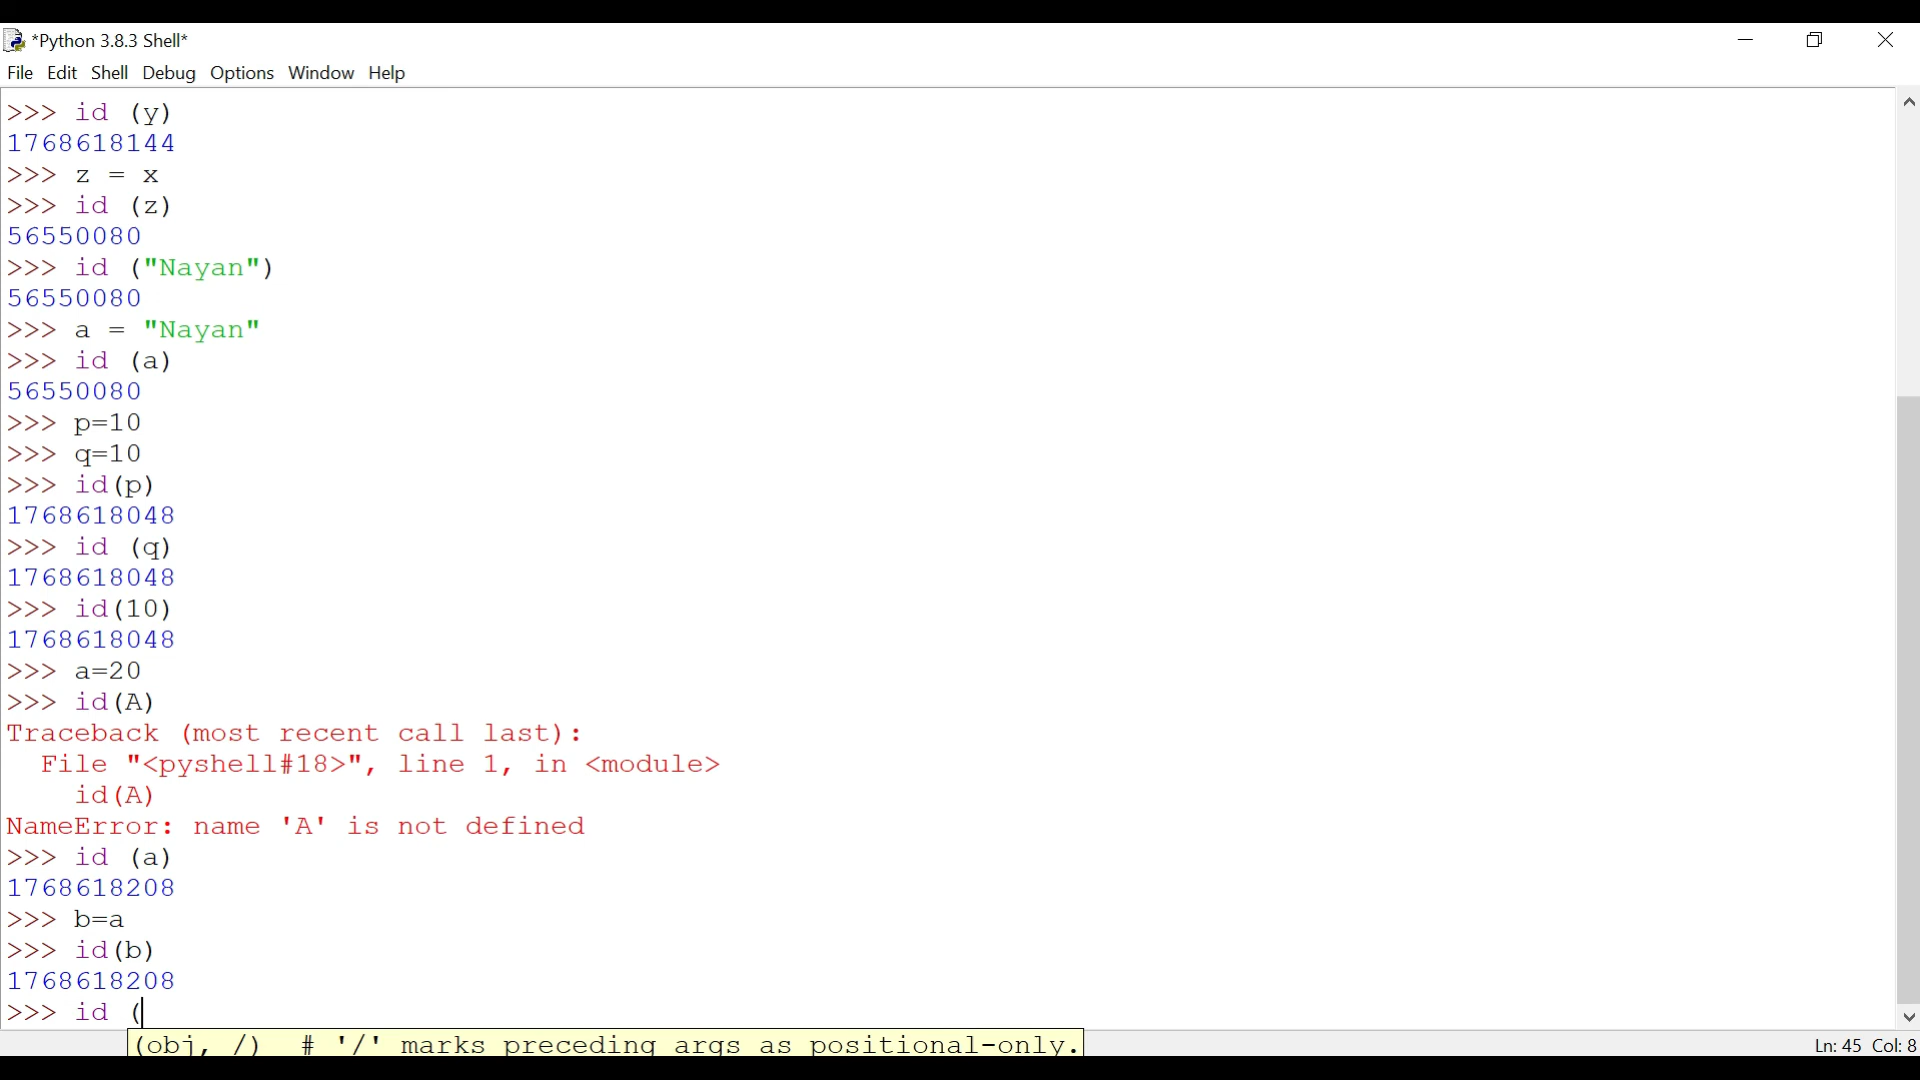 *Python 3.8.3 Shell*
File Edit Shell Debug Options Window Help
>>> id (y)
1768618144
>>> z = x
>>> id (z)
56550080
>>> id ("Nayan")
56550080
>>> a = "Nayan"
>>> id (a)
56550080
>>> p=10
>>> q=10
>>> id(p)
1768618048
>>> id (q)
1768618048
>>> id(10)
1768618048
>>> a=20
>>> id(A)
Traceback (most recent call last):
  File "<pyshell#18>", line 1, in <module>
    id(A)
NameError: name 'A' is not defined
>>> id (a)
1768618208
>>> b=a
>>> id(b)
1768618208
>>> id (
(obj, /)  # '/' marks preceding args as positional-only.
Ln: 45 Col: 8